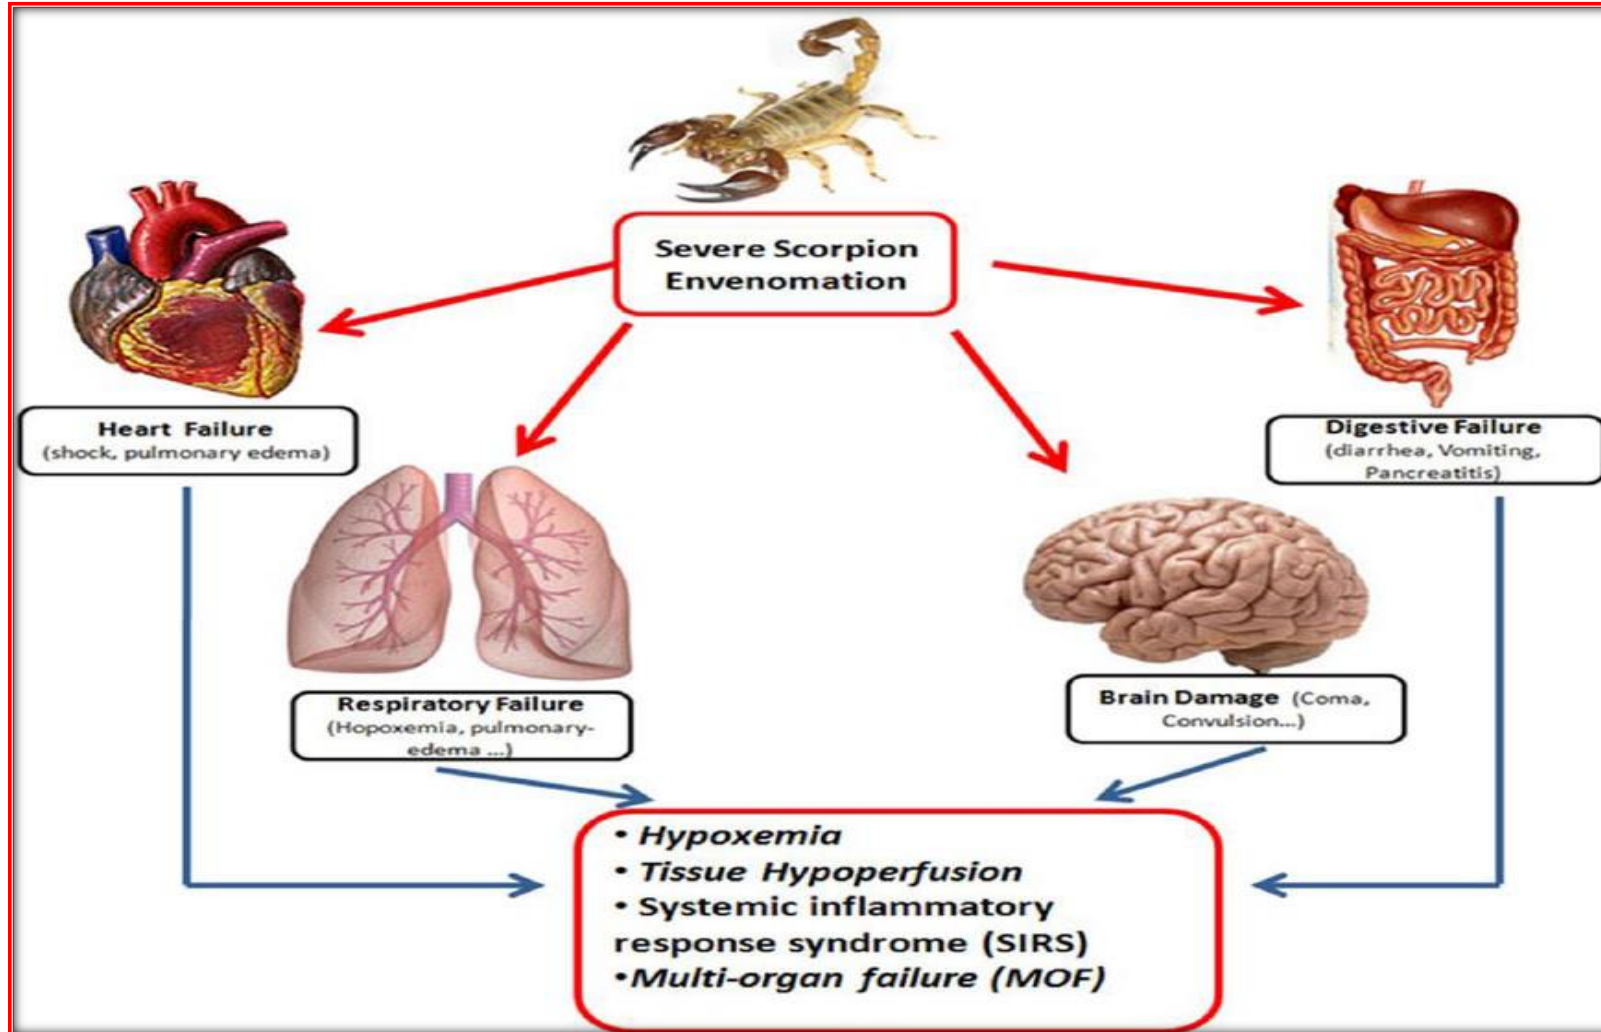 Severe Scorpion
Envenomation
Heart Failure
(shock, pulmonary edema)
Digestive Failure
(diarrhea, Vomiting,
Pancreatitis)
Respiratory Failure
(Hopoxemia, pulmonary-
edema ...)
Brain Damage (Coma,
Convulsion...)
• Hypoxemia
• Tissue Hypoperfusion
• Systemic inflammatory
response syndrome (SIRS)
•Multi-organ failure (MOF)